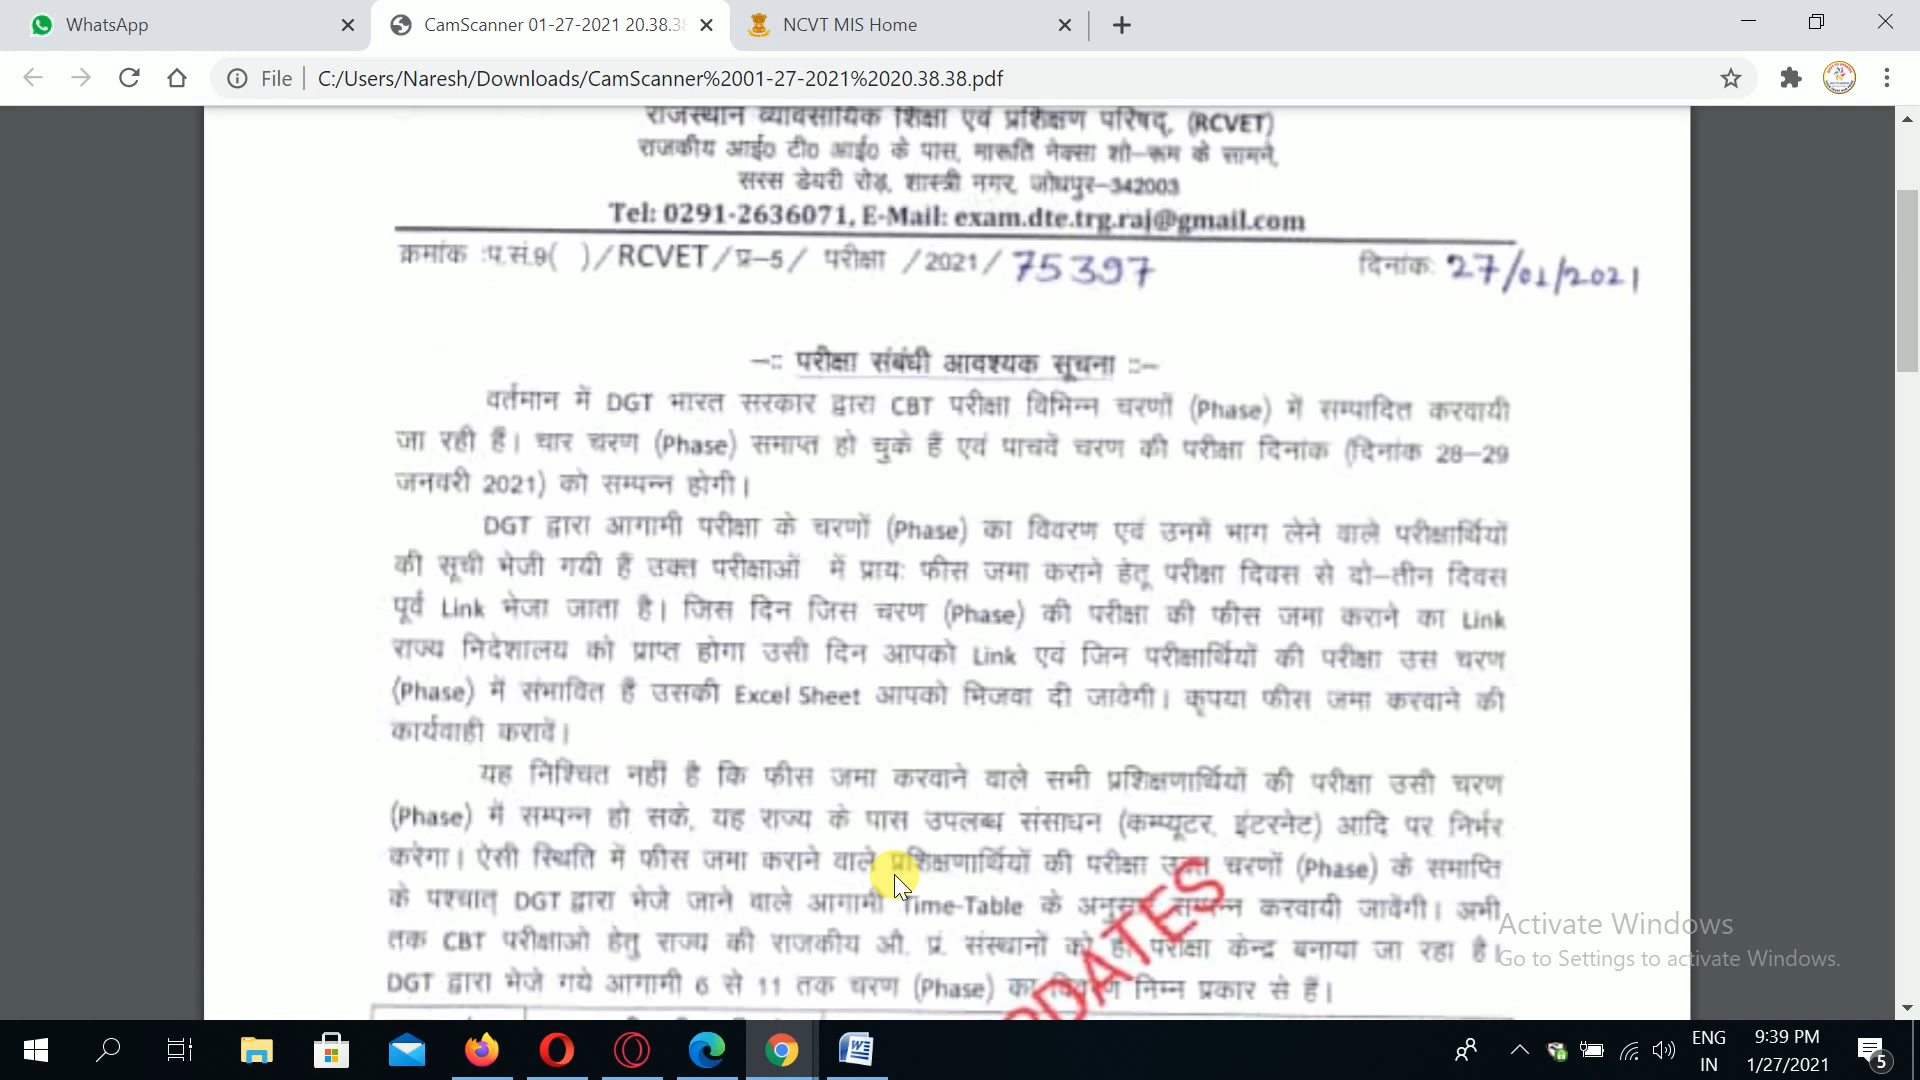 WhatsApp
CamScanner 01-27-2021 20.38.38
NCVT MIS Home
File
C:/Users/Naresh/Downloads/CamScanner%2001-27-2021%2020.38.38.pdf
राजस्थान व्यावसायिक शिक्षा एवं प्रशिक्षण परिषद्, (RCVET)
राजकीय आई0 टी0 आई0 के पास, मारूति नेक्सा शो–रूम के सामने,
सरस डेयरी रोड़, शास्त्री नगर, जोधपुर–342003
Tel: 0291-2636071, E-Mail: exam.dte.trg.raj@gmail.com
क्रमांक :प.सं.9( )/RCVET/प्र–5/ परीक्षा /2021/ 75397 दिनांक: 27/01/2021
–:: परीक्षा संबंधी आवश्यक सूचना ::–
वर्तमान में DGT भारत सरकार द्वारा CBT परीक्षा विभिन्न चरणों (Phase) में सम्पादित करवायी
जा रही हैं। चार चरण (Phase) समाप्त हो चुके हैं एवं पाचवें चरण की परीक्षा दिनांक (दिनांक 28–29
जनवरी 2021) को सम्पन्न होगी।
DGT द्वारा आगामी परीक्षा के चरणों (Phase) का विवरण एवं उनमें भाग लेने वाले परीक्षार्थियों
की सूची भेजी गयी हैं उक्त परीक्षाओं में प्रायः फीस जमा कराने हेतू परीक्षा दिवस से दो–तीन दिवस
पूर्व Link भेजा जाता है। जिस दिन जिस चरण (Phase) की परीक्षा की फीस जमा कराने का Link
राज्य निदेशालय को प्राप्त होगा उसी दिन आपको Link एवं जिन परीक्षार्थियों की परीक्षा उस चरण
(Phase) में संभावित हैं उसकी Excel Sheet आपको भिजवा दी जावेगी। कृपया फीस जमा करवाने की
कार्यवाही करावें।
यह निश्चित नहीं है कि फीस जमा करवाने वाले सभी प्रशिक्षणार्थियों की परीक्षा उसी चरण
(Phase) में सम्पन्न हो सके, यह राज्य के पास उपलब्ध संसाधन (कम्प्यूटर, इंटरनेट) आदि पर निर्भर
करेगा। ऐसी स्थिति में फीस जमा कराने वाले प्रशिक्षणार्थियों की परीक्षा उक्त चरणों (Phase) के समाप्ति
के पश्चात् DGT द्वारा भेजे जाने वाले आगामी Time-Table के अनुसार सम्पन्न करवायी जावेंगी। अभी
तक CBT परीक्षाओ हेतु राज्य की राजकीय औ. प्रं. संस्थानों को ही परीक्षा केन्द्र बनाया जा रहा है।
DGT द्वारा भेजे गये आगामी 6 से 11 तक चरण (Phase) का विवरण निम्न प्रकार से हैं।
Activate Windows
Go to Settings to activate Windows.
ENG
IN
9:39 PM
1/27/2021
5